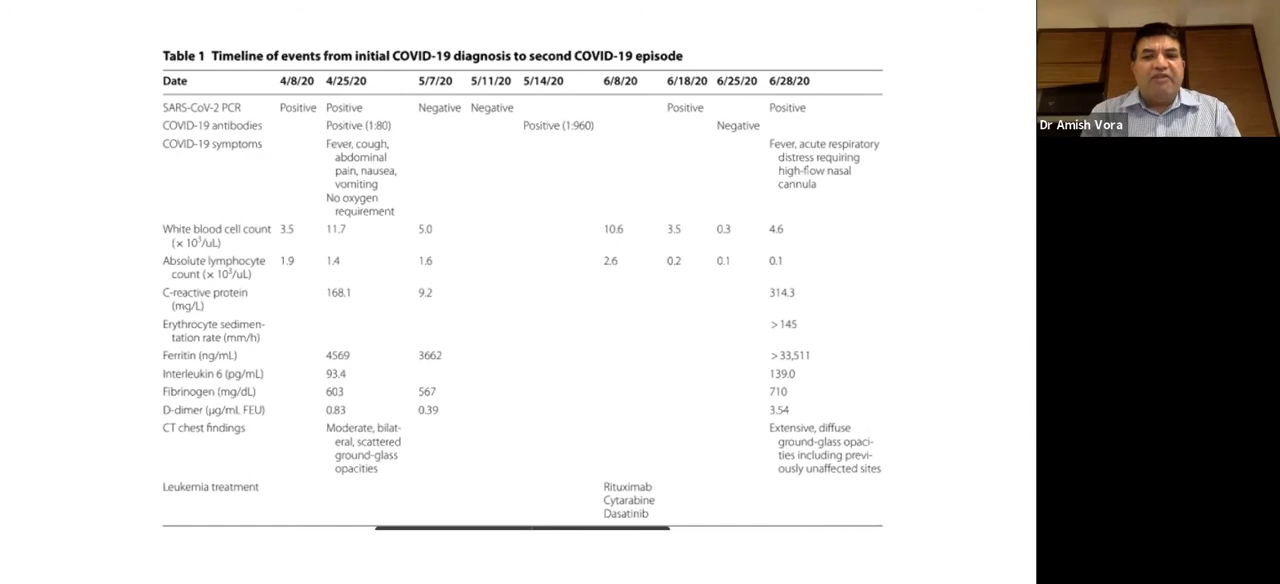 Table 1 Timeline of events from initial COVID-19 diagnosis to second COVID-19 episode
Date 4/8/20 4/25/20 5/7/20 5/11/20 5/14/20 6/8/20 6/18/20 6/25/20 6/28/20
SARS-CoV-2 PCR Positive Positive Negative Negative Positive Positive
COVID-19 antibodies Positive (1:80) Positive (1:960) Negative
COVID-19 symptoms Fever, cough, Fever, acute respiratory
abdominal distress requiring
pain, nausea, high-flow nasal
vomiting cannula
No oxygen
requirement
White blood cell count 3.5 11.7 5.0 10.6 3.5 0.3 4.6
(× 10³/uL)
Absolute lymphocyte 1.9 1.4 1.6 2.6 0.2 0.1 0.1
count (× 10³/uL)
C-reactive protein 168.1 9.2 314.3
(mg/L)
Erythrocyte sedimen- > 145
tation rate (mm/h)
Ferritin (ng/mL) 4569 3662 > 33,511
Interleukin 6 (pg/mL) 93.4 139.0
Fibrinogen (mg/dL) 603 567 710
D-dimer (μg/mL FEU) 0.83 0.39 3.54
CT chest findings Moderate, bilat- Extensive, diffuse
eral, scattered ground-glass opaci-
ground-glass ties including previ-
opacities ously unaffected sites
Leukemia treatment Rituximab
Cytarabine
Dasatinib
Dr Amish Vora